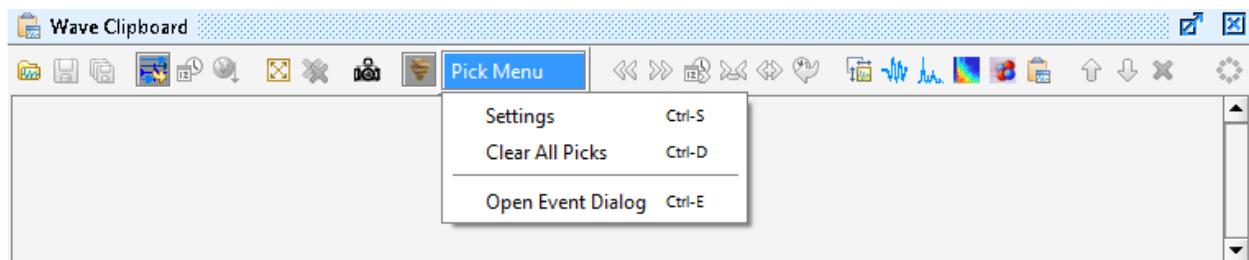 Wave Clipboard
Pick Menu
Settings Ctrl-S
Clear All Picks Ctrl-D
Open Event Dialog Ctrl-E